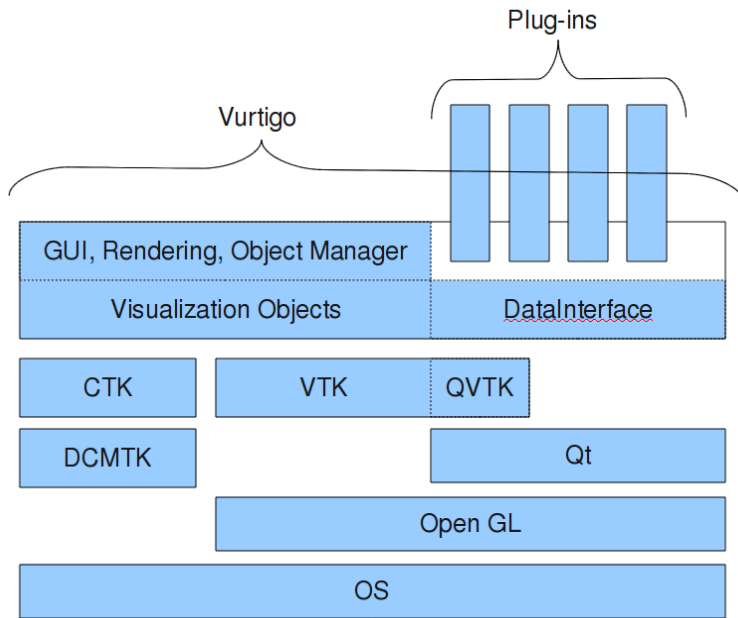 Plug-ins
Vurtigo
GUI, Rendering, Object Manager
Visualization Objects
DataInterface
CTK
VTK
QVTK
DCMTK
Qt
Open GL
OS